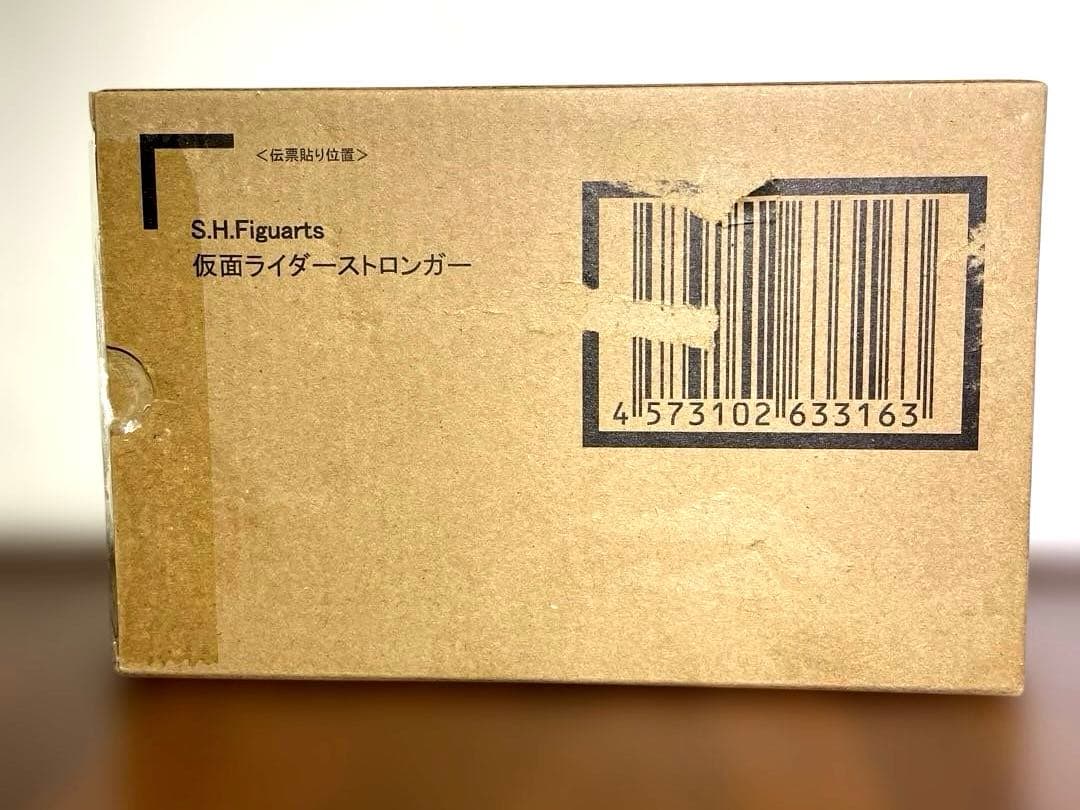 ＜伝票貼り位置＞
S.H.Figuarts
仮面ライダーストロンガー
4 573102 633163